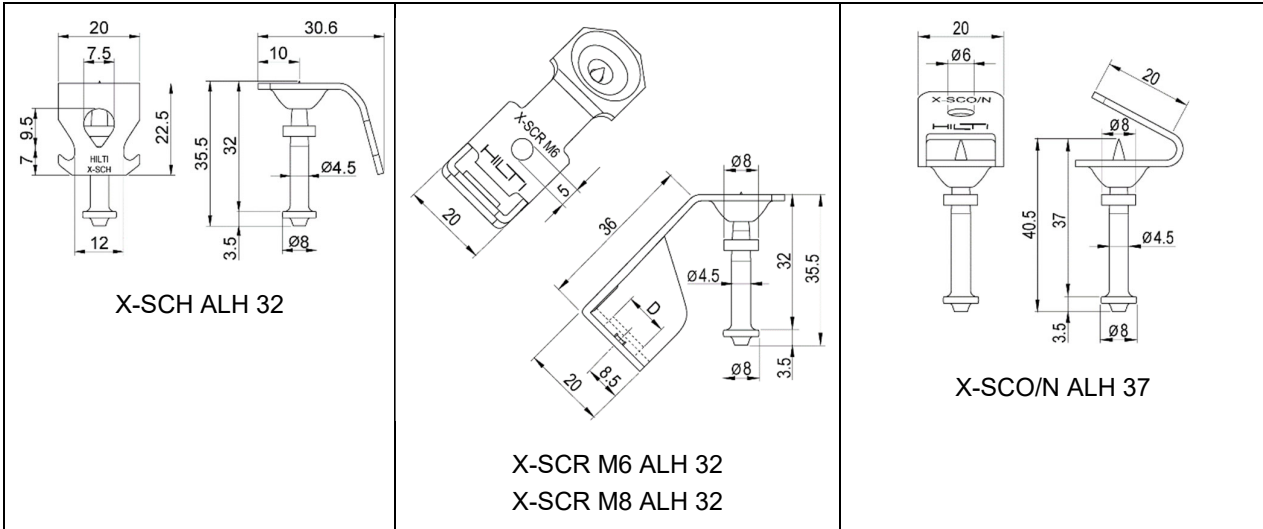 20
7.5
9.5
7
22.5
HILTI
X-SCH
12
30.6
10
35.5
32
Ø4.5
3.5
Ø8
X-SCH ALH 32
X-SCR M6
HILTI
20
5
Ø8
36
Ø4.5
32
35.5
D
20
8.5
Ø8
3.5
X-SCR M6 ALH 32
X-SCR M8 ALH 32
20
Ø6
X-SCO/N
HILTI
20
Ø8
40.5
37
Ø4.5
3.5
Ø8
X-SCO/N ALH 37